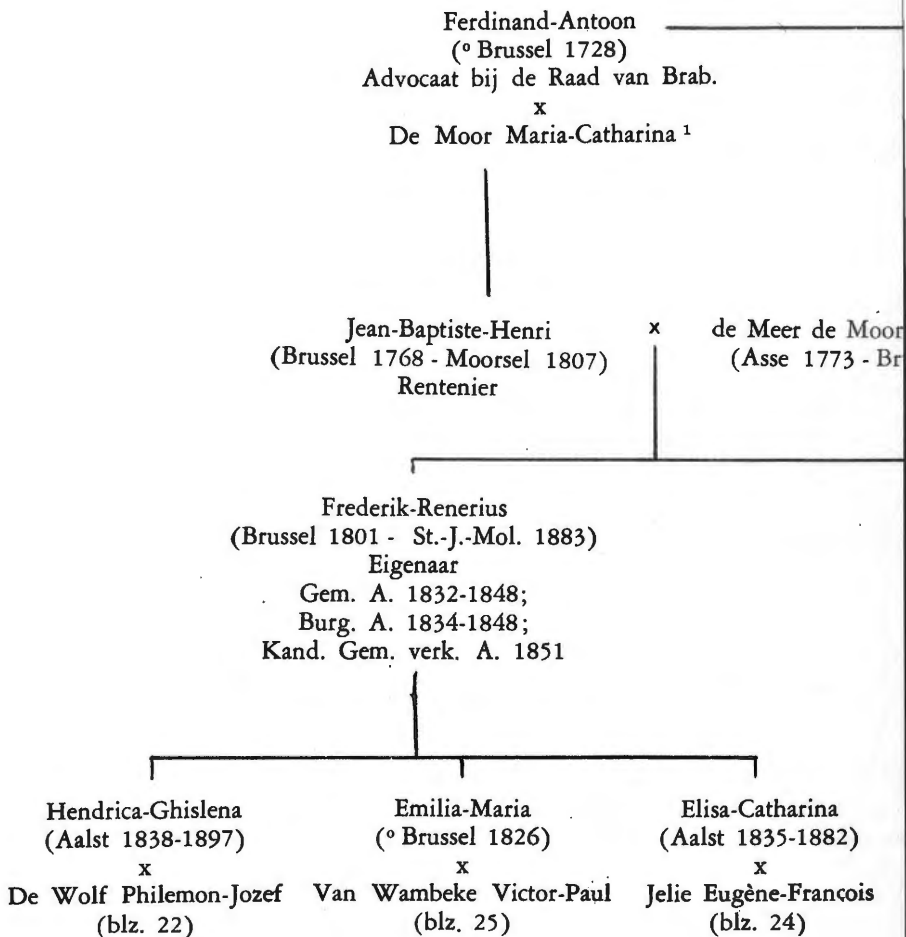 Ferdinand-Antoon
(º Brussel 1728)
Advocaat bij de Raad van Brab.
x
De Moor Maria-Catharina ¹
Jean-Baptiste-Henri x de Meer de Moor
(Brussel 1768 - Moorsel 1807) (Asse 1773 - Br
Rentenier
Frederik-Renerius
(Brussel 1801 - St.-J.-Mol. 1883)
Eigenaar
Gem. A. 1832-1848;
Burg. A. 1834-1848;
Kand. Gem. verk. A. 1851
Hendrica-Ghislena Emilia-Maria Elisa-Catharina
(Aalst 1838-1897) (º Brussel 1826) (Aalst 1835-1882)
x x x
De Wolf Philemon-Jozef Van Wambeke Victor-Paul Jelie Eugène-François
(blz. 22) (blz. 25) (blz. 24)